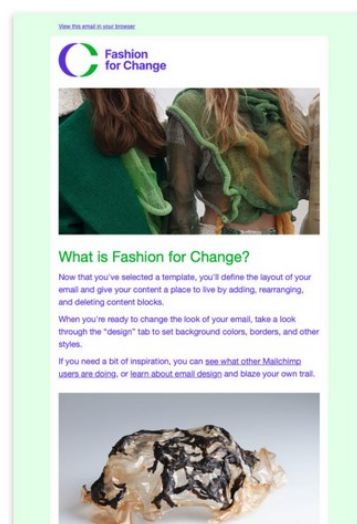 View this email in your browser
Fashion
for Change
What is Fashion for Change?
Now that you've selected a template, you'll define the layout of your
email and give your content a place to live by adding, rearranging,
and deleting content blocks.
When you're ready to change the look of your email, take a look
through the "design" tab to set background colors, borders, and other
styles.
If you need a bit of inspiration, you can see what other Mailchimp
users are doing, or learn about email design and blaze your own trail.